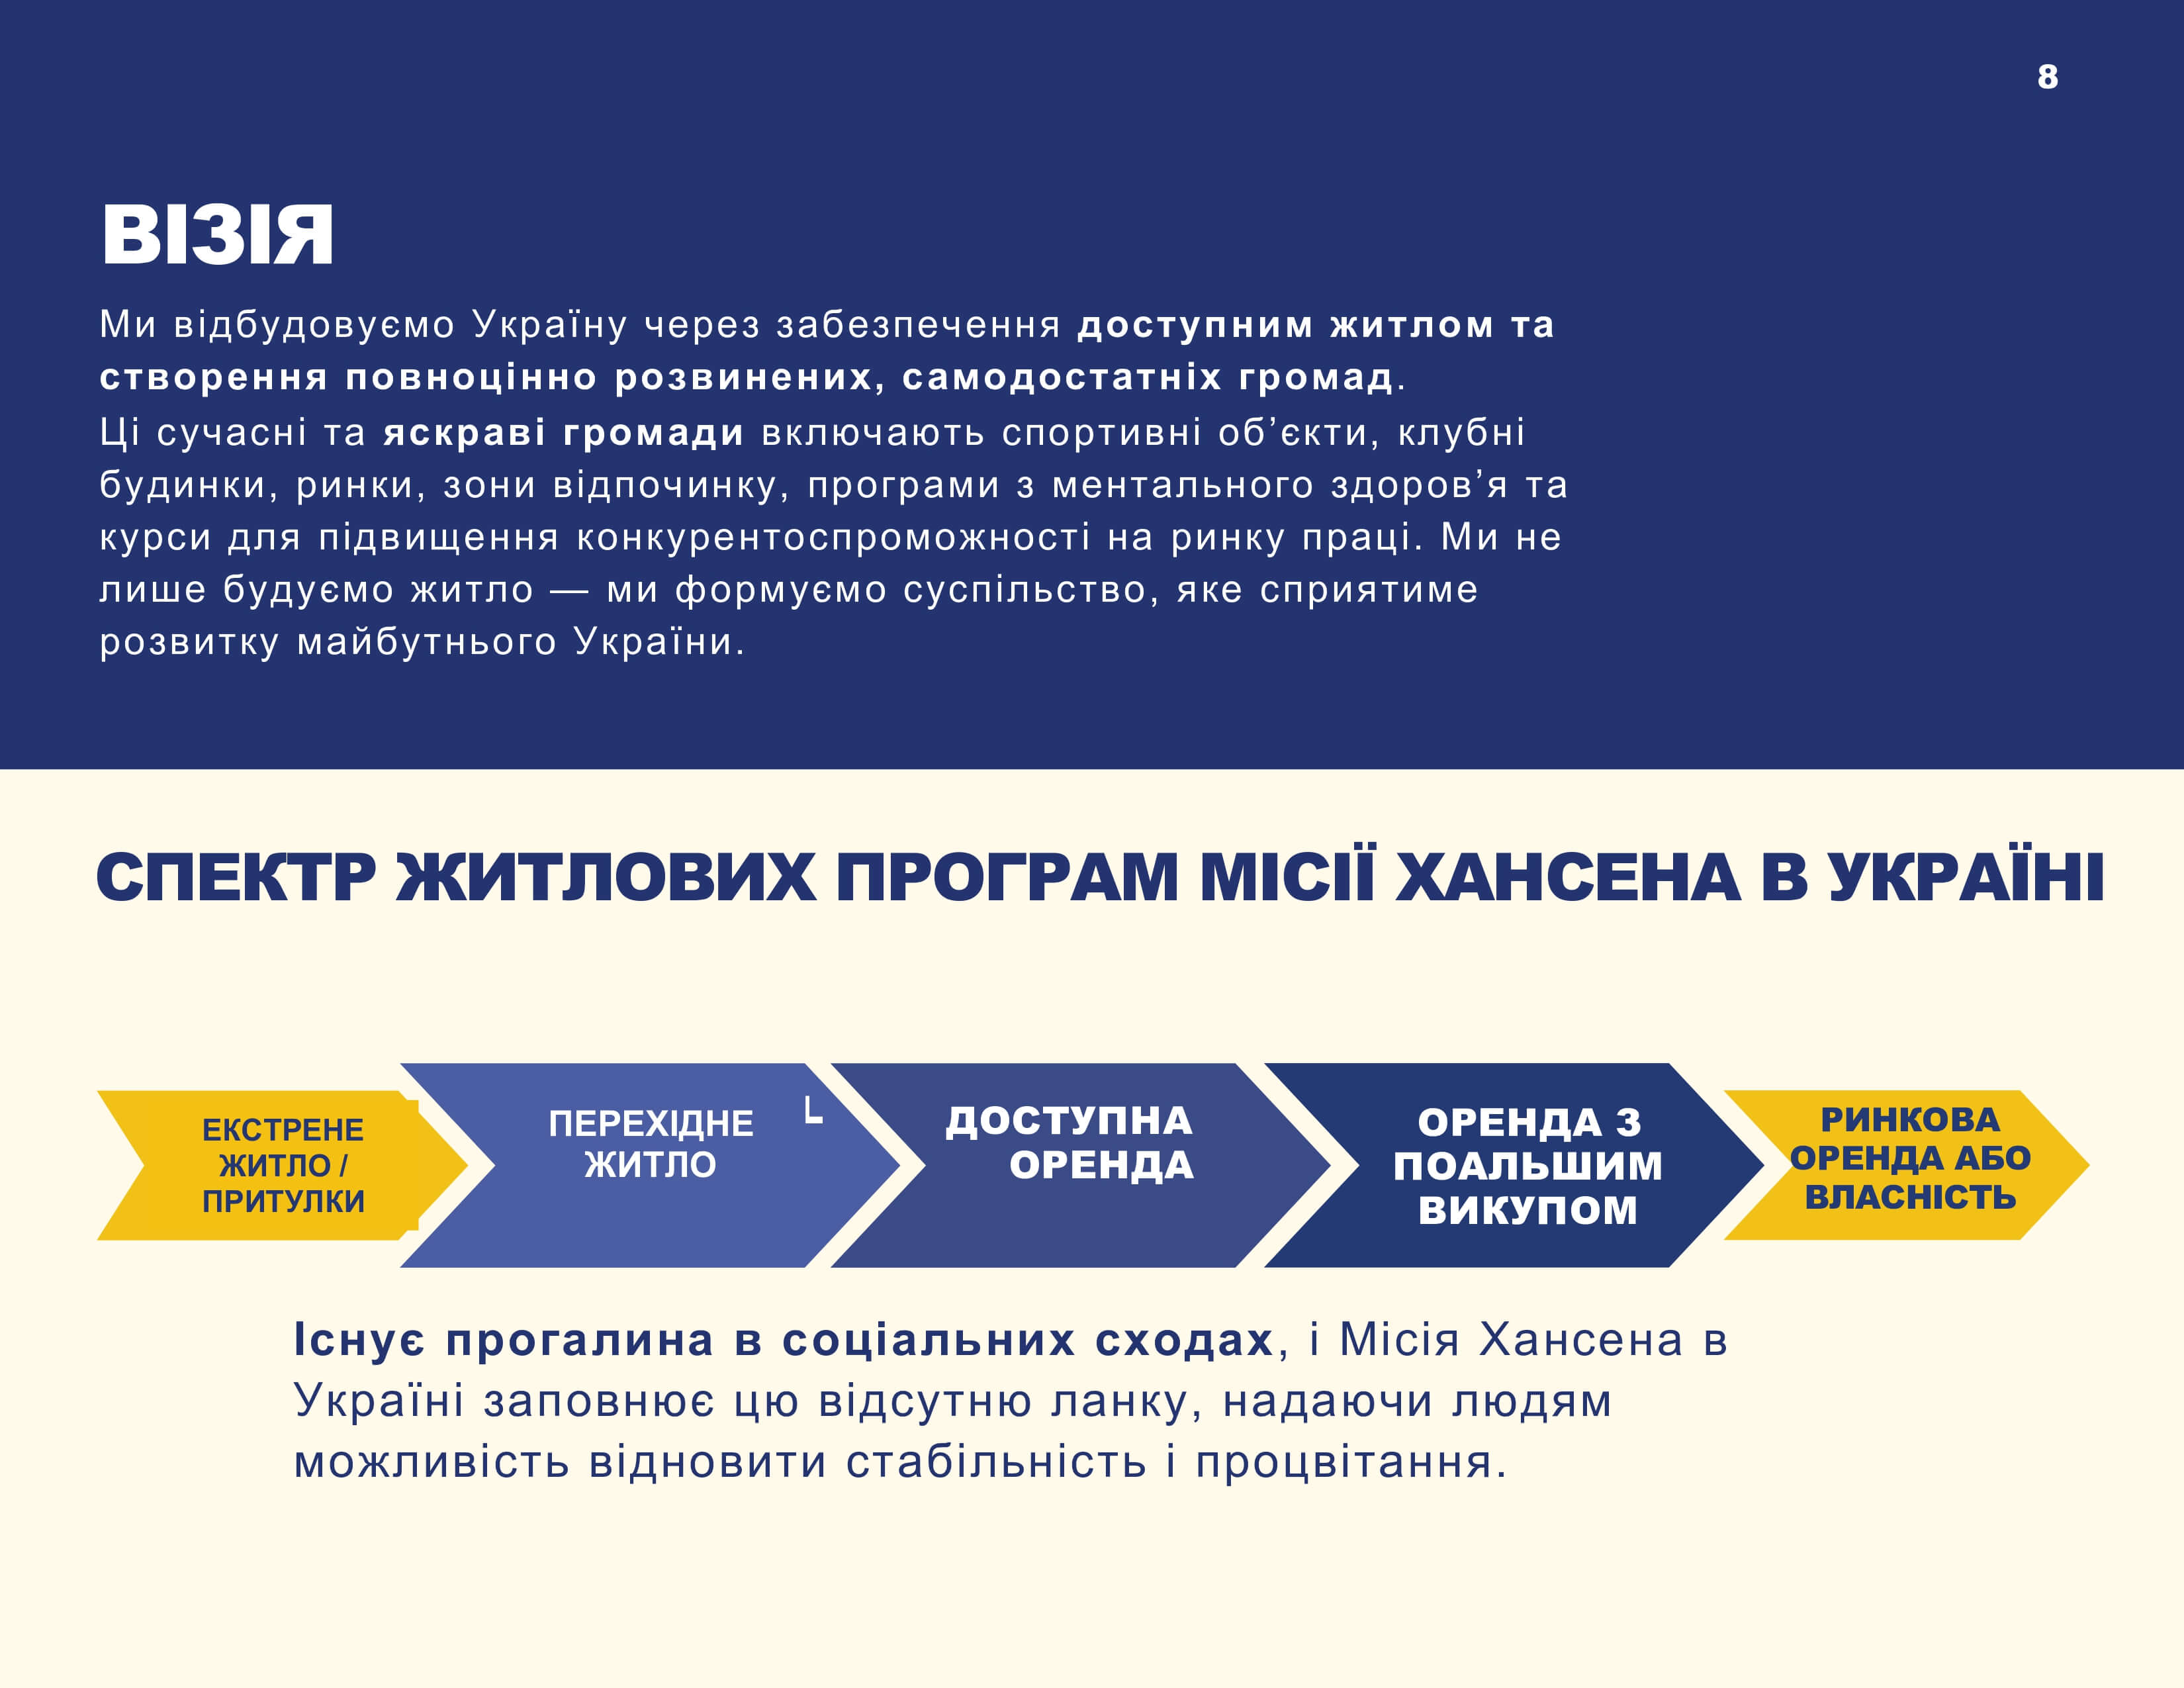 8
ВІЗІЯ
Ми відбудовуємо Україну через забезпечення доступним житлом та
створення повноцінно розвинених, самодостатніх громад.
Ці сучасні та яскраві громади включають спортивні об’єкти, клубні
будинки, ринки, зони відпочинку, програми з ментального здоров’я та
курси для підвищення конкурентоспроможності на ринку праці. Ми не
лише будуємо житло — ми формуємо суспільство, яке сприятиме
розвитку майбутнього України.
СПЕКТР ЖИТЛОВИХ ПРОГРАМ МІСІЇ ХАНСЕНА В УКРАЇНІ
ЕКСТРЕНЕ
ЖИТЛО /
ПРИТУЛКИ
ПЕРЕХІДНЕ
ЖИТЛО
ДОСТУПНА
ОРЕНДА
ОРЕНДА З
ПОАЛЬШИМ
ВИКУПОМ
РИНКОВА
ОРЕНДА АБО
ВЛАСНІСТЬ
Існує прогалина в соціальних сходах, і Місія Хансена в
Україні заповнює цю відсутню ланку, надаючи людям
можливість відновити стабільність і процвітання.